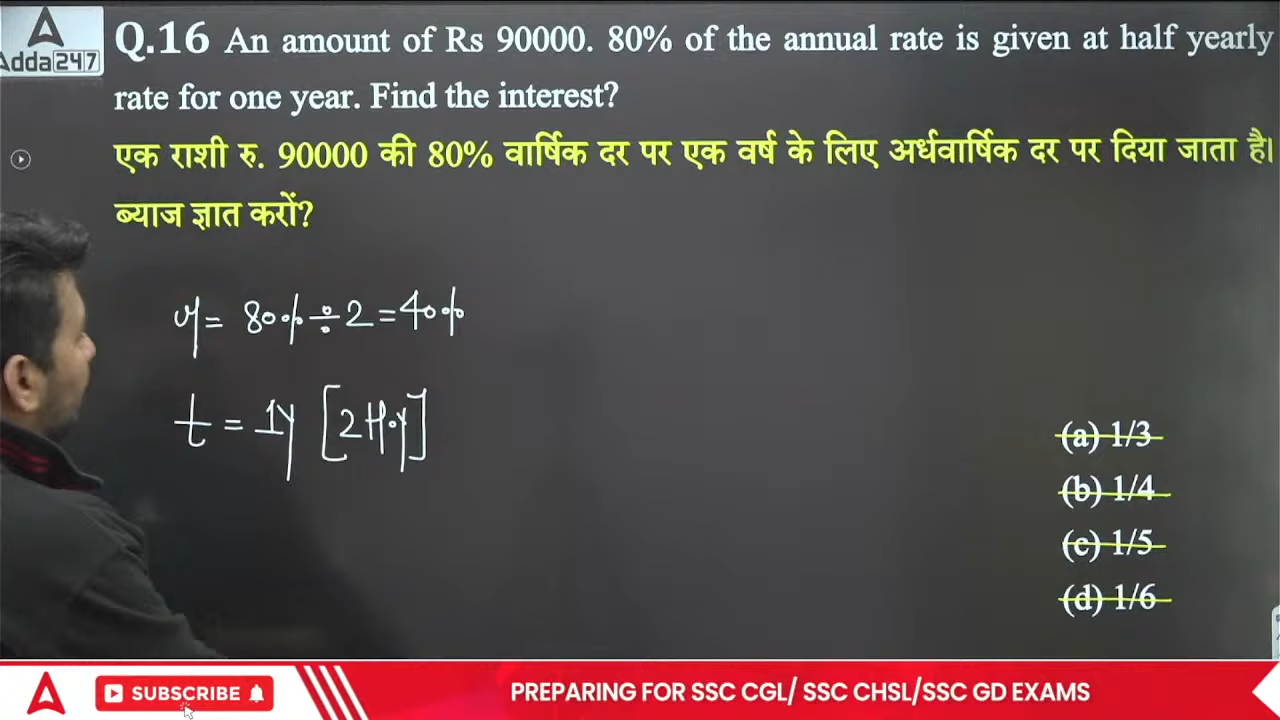 Adda247
Q.16 An amount of Rs 90000. 80% of the annual rate is given at half yearly
rate for one year. Find the interest?
एक राशी रु. 90000 की 80% वार्षिक दर पर एक वर्ष के लिए अर्धवार्षिक दर पर दिया जाता है।
ब्याज ज्ञात करों?
r = 80% ÷ 2 = 40%
t = 1y [2H.y]
(a) 1/3
(b) 1/4
(c) 1/5
(d) 1/6
SUBSCRIBE
PREPARING FOR SSC CGL/ SSC CHSL/SSC GD EXAMS